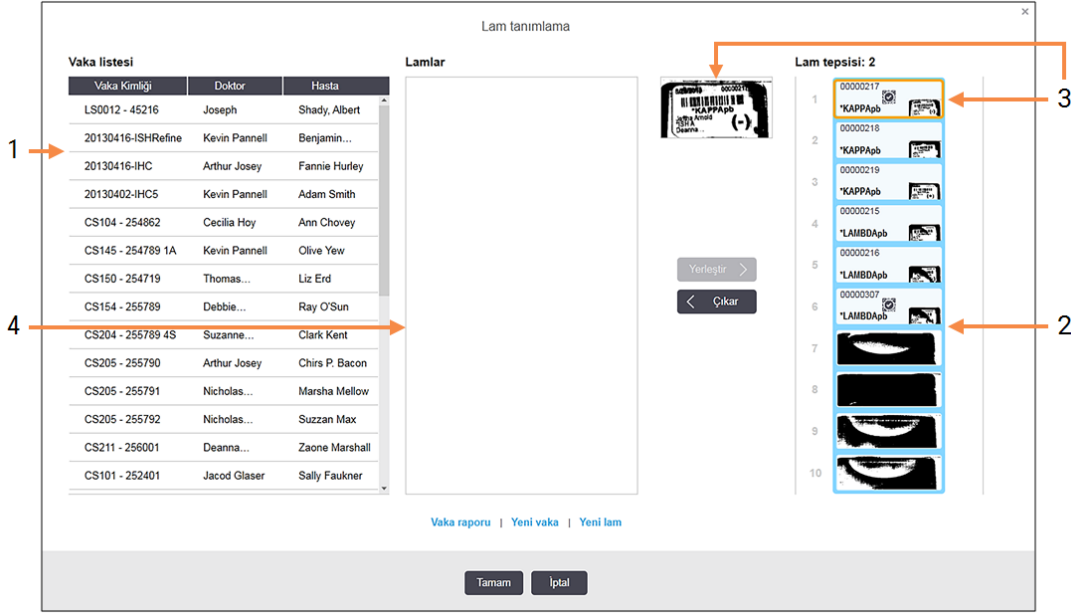 Lam tanımlama
×
Vaka listesi
Lamlar
Lam tepsisi: 2
Vaka Kimliği Doktor Hasta
LS0012 - 45216 Joseph Shady, Albert
20130416-ISHRefine Kevin Pannell Benjamin...
20130416-IHC Arthur Josey Fannie Hurley
20130402-IHC5 Kevin Pannell Adam Smith
CS104 - 254862 Cecilia Hoy Ann Chovey
CS145 - 254789 1A Kevin Pannell Olive Yew
CS150 - 254719 Thomas... Liz Erd
CS154 - 255789 Debbie... Ray O'Sun
CS204 - 255789 4S Suzanne... Clark Kent
CS205 - 255790 Arthur Josey Chirs P. Bacon
CS205 - 255791 Nicholas... Marsha Mellow
CS205 - 255792 Nicholas... Suzzan Max
CS211 - 256001 Deanna... Zaone Marshall
CS101 - 252401 Jacod Glaser Sally Faukner
*KAPPApb
Jeffha Arnold
*ISH A
Deanna...
(-)
Yerleştir
Çıkar
1 00000217
*KAPPApb
2 00000218
*KAPPApb
3 00000219
*KAPPApb
4 00000215
*LAMBDApb
5 00000216
*LAMBDApb
6 00000307
*LAMBDApb
7
8
9
10
Vaka raporu | Yeni vaka | Yeni lam
Tamam İptal
1
2
3
4